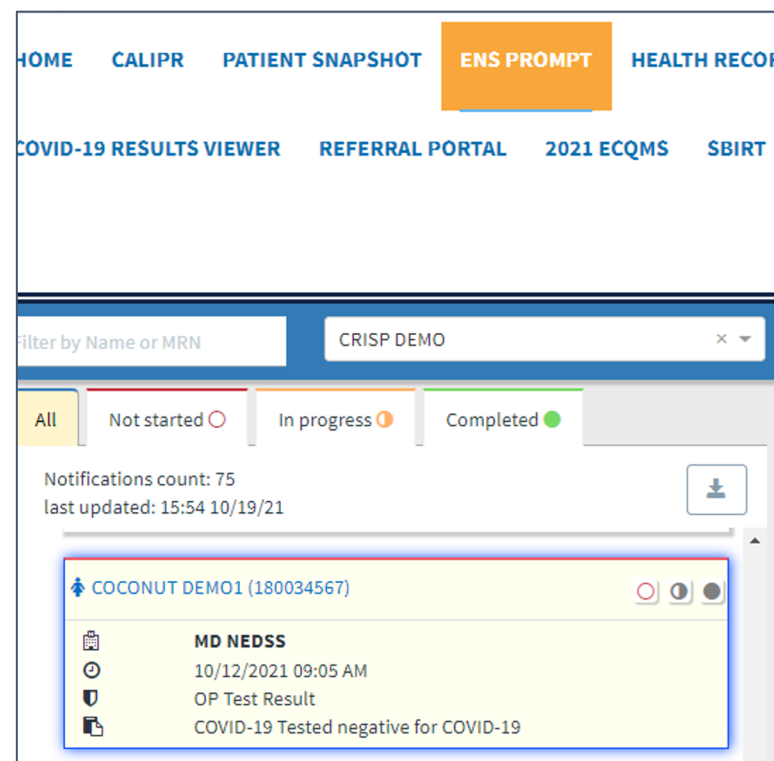 HOME CALIPR PATIENT SNAPSHOT ENS PROMPT HEALTH RECOR
COVID-19 RESULTS VIEWER REFERRAL PORTAL 2021 ECQMS SBIRT
Filter by Name or MRN CRISP DEMO ×
All Not started In progress Completed
Notifications count: 75
last updated: 15:54 10/19/21
COCONUT DEMO1 (180034567)
MD NEDSS
10/12/2021 09:05 AM
OP Test Result
COVID-19 Tested negative for COVID-19